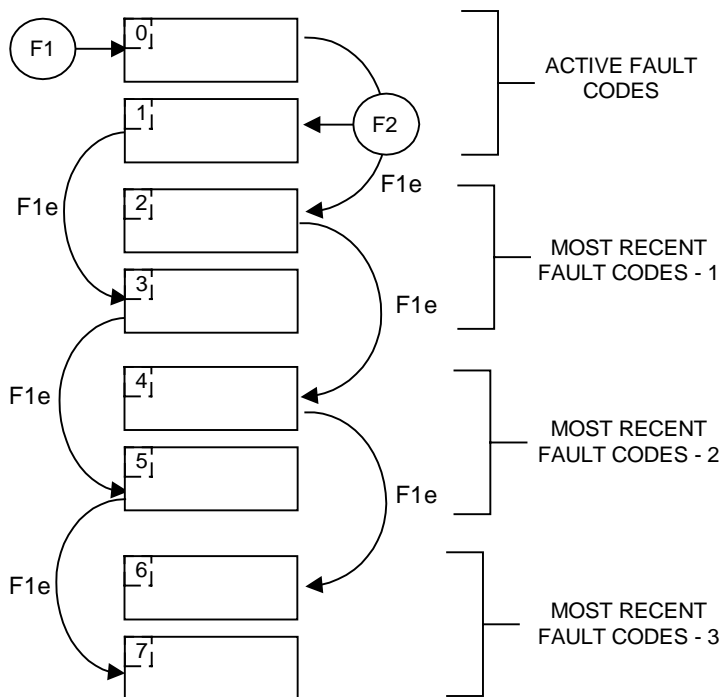 F1
0
ACTIVE FAULT
CODES
1
F2
F1e
F1e
2
MOST RECENT
FAULT CODES - 1
3
F1e
4
F1e
MOST RECENT
FAULT CODES - 2
5
F1e
6
F1e
MOST RECENT
FAULT CODES - 3
7